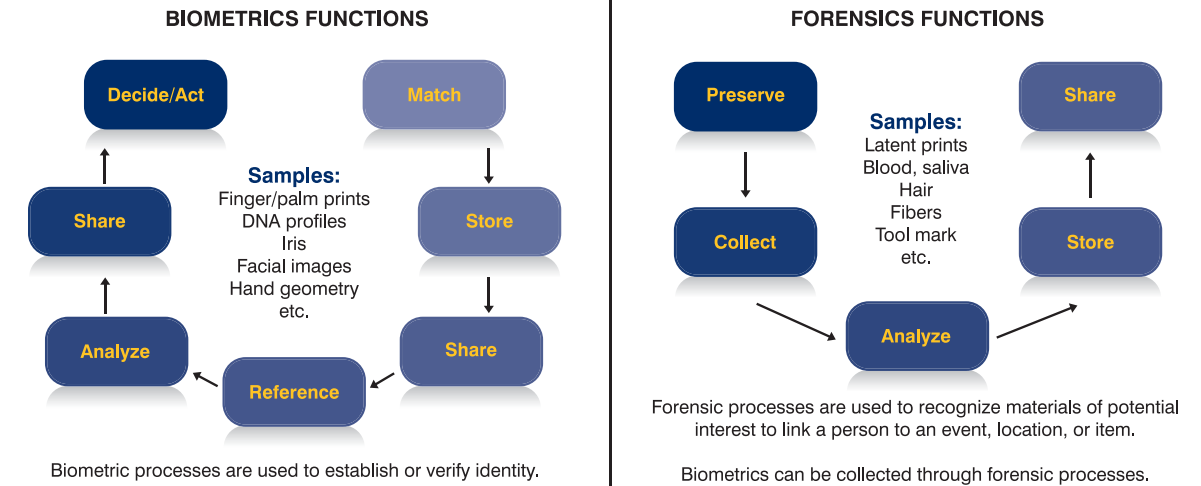 BIOMETRICS FUNCTIONS
Decide/Act
Match
Samples:
Finger/palm prints
DNA profiles
Iris
Facial images
Hand geometry
etc.
Share
Store
Analyze
Share
Reference
Biometric processes are used to establish or verify identity.
FORENSICS FUNCTIONS
Preserve
Share
Samples:
Latent prints
Blood, saliva
Hair
Fibers
Tool mark
etc.
Collect
Store
Analyze
Forensic processes are used to recognize materials of potential
interest to link a person to an event, location, or item.
Biometrics can be collected through forensic processes.